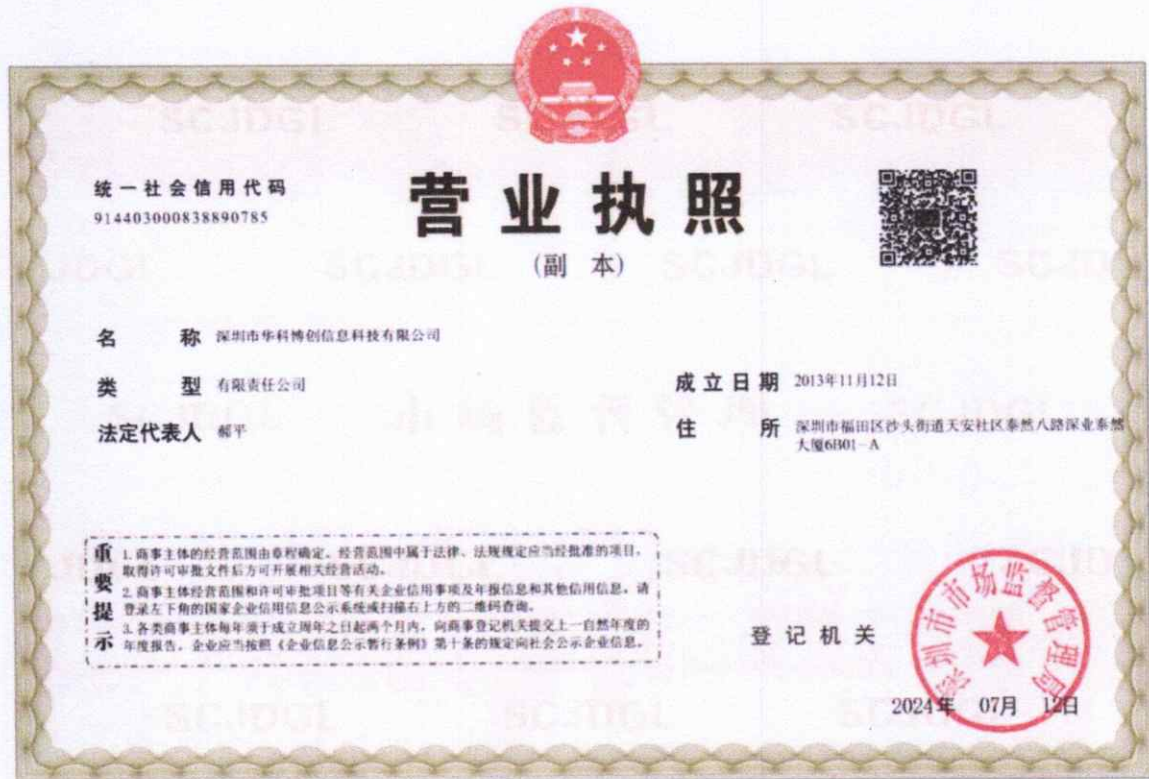 统一社会信用代码
914403000838890785
营业执照
(副 本)
名 称 深圳市华科博创信息科技有限公司
类 型 有限责任公司
法定代表人 郝平
成立日期 2013年11月12日
住 所 深圳市福田区沙头街道天安社区泰然八路深业泰然
大厦6B01-A
重要提示
1. 商事主体的经营范围由章程确定。经营范围中属于法律、法规规定应当经批准的项目,
取得许可审批文件后方可开展相关经营活动。
2. 商事主体经营范围和许可审批项目等有关企业信用事项及年报信息和其他信用信息,请
登录左下角的国家企业信用信息公示系统或扫描右上方的二维码查询。
3. 各类商事主体每年须于成立周年之日起两个月内,向商事登记机关提交上一自然年度的
年度报告。企业应当按照《企业信息公示暂行条例》第十条的规定向社会公示企业信息。
登记机关
深圳市市场监督管理局
2024年 07月 12日
SCJDGL